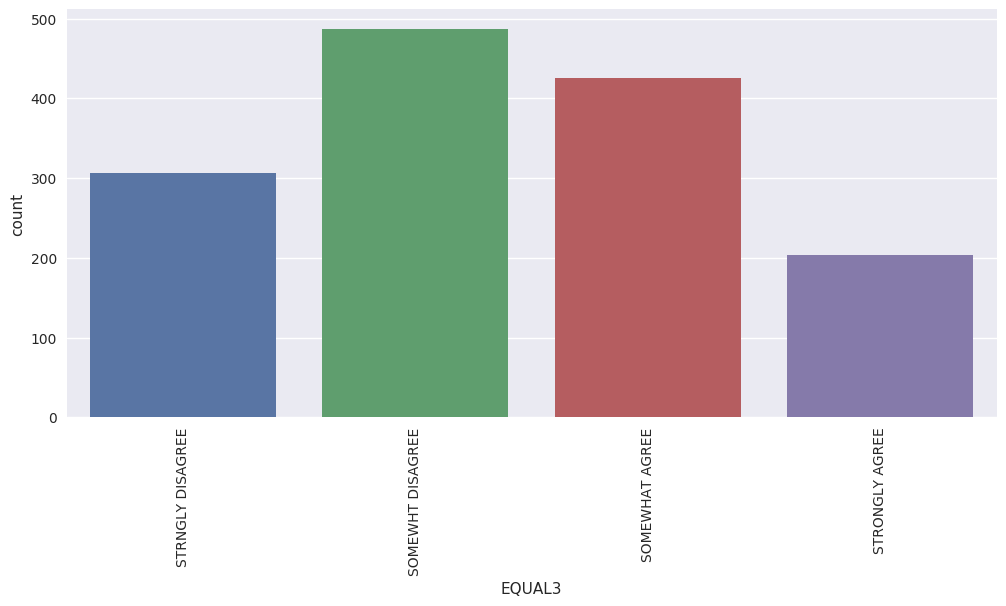 500
400
300
200
100
0
count
STRNGLY DISAGREE
SOMEWHT DISAGREE
SOMEWHAT AGREE
STRONGLY AGREE
EQUAL3